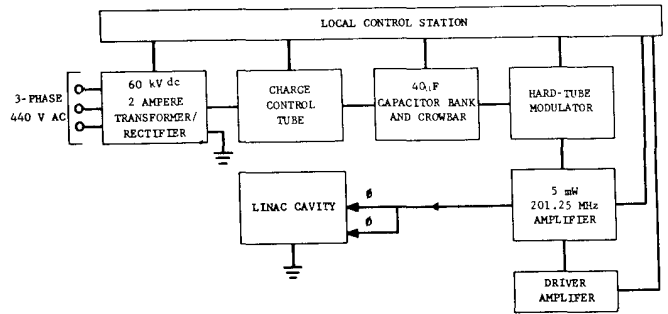 LOCAL CONTROL STATION
3-PHASE
440 V AC
60 kV dc
2 AMPERE
TRANSFORMER/
RECTIFIER
CHARGE
CONTROL
TUBE
40μF
CAPACITOR BANK
AND CROWBAR
HARD-TUBE
MODULATOR
LINAC CAVITY
ø
ø
5 mW
201.25 MHz
AMPLIFIER
DRIVER
AMPLIFER